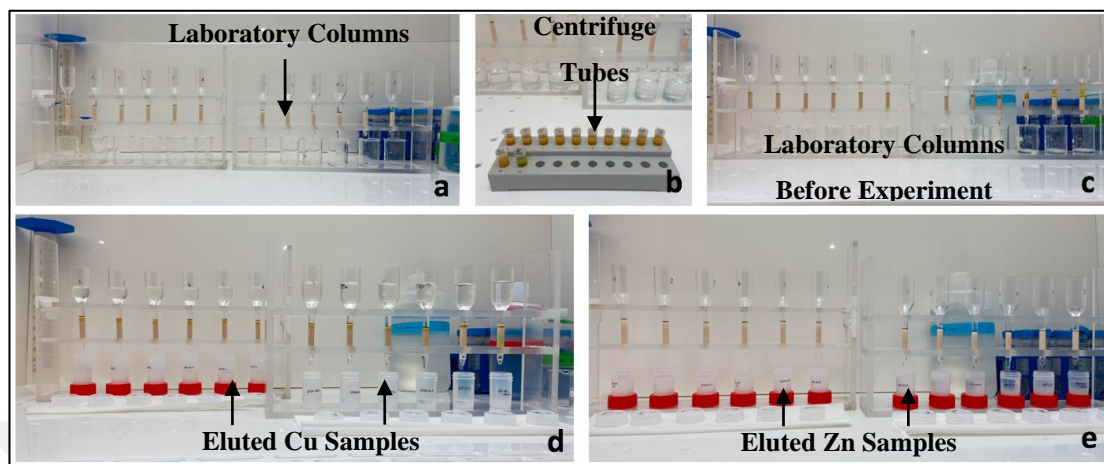 Laboratory Columns
a
Centrifuge
Tubes
b
Laboratory Columns
Before Experiment
c
Eluted Cu Samples
d
Eluted Zn Samples
e